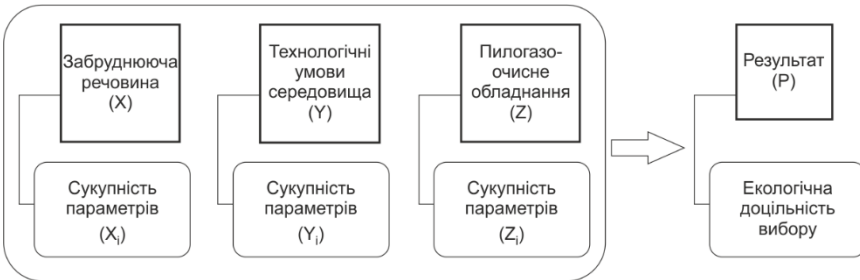 Забруднююча
речовина
(X)
Технологічні
умови
середовища
(Y)
Пилогазо-
очисне
обладнання
(Z)
Результат
(P)
Сукупність
параметрів
(Xi)
Сукупність
параметрів
(Yi)
Сукупність
параметрів
(Zi)
Екологічна
доцільність
вибору